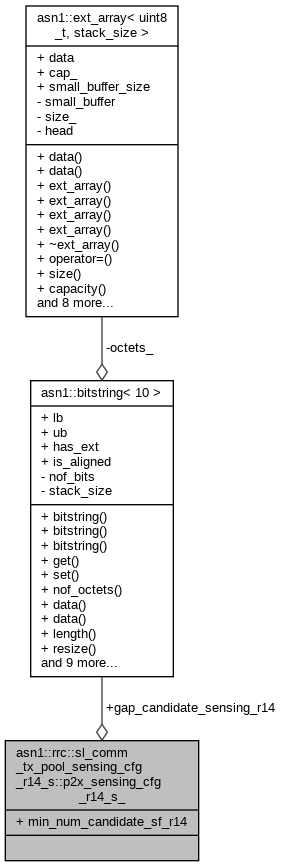 asn1::ext_array< uint8
_t, stack_size >
+ data
+ cap_
+ small_buffer_size
- small_buffer
- size_
- head
+ data()
+ data()
+ ext_array()
+ ext_array()
+ ext_array()
+ ext_array()
+ ~ext_array()
+ operator=()
+ size()
+ capacity()
and 8 more...
-octets_
asn1::bitstring< 10 >
+ lb
+ ub
+ has_ext
+ is_aligned
- nof_bits
- stack_size
+ bitstring()
+ bitstring()
+ bitstring()
+ get()
+ set()
+ nof_octets()
+ data()
+ data()
+ length()
+ resize()
and 9 more...
+gap_candidate_sensing_r14
asn1::rrc::sl_comm
_tx_pool_sensing_cfg
_r14_s::p2x_sensing_cfg
_r14_s_
+ min_num_candidate_sf_r14